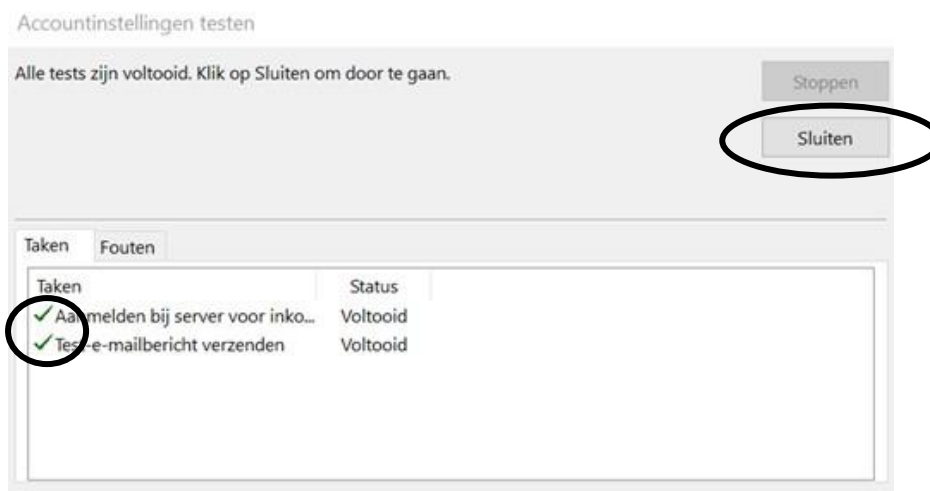 Accountinstellingen testen
Alle tests zijn voltooid. Klik op Sluiten om door te gaan.
Stoppen
Sluiten
Taken Fouten
Taken Status
Aanmelden bij server voor inko... Voltooid
Test-e-mailbericht verzenden Voltooid